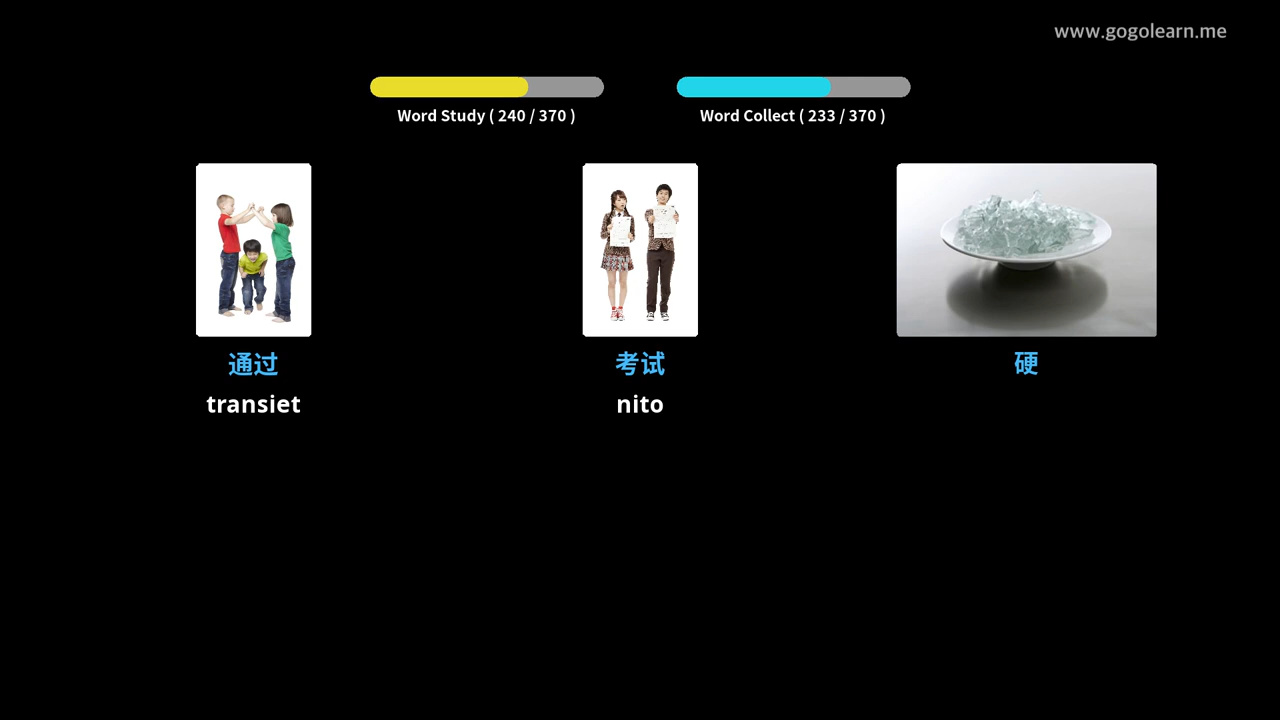 www.gogolearn.me
Word Study ( 240 / 370 )
Word Collect ( 233 / 370 )
通过
考试
硬
transiet
nito